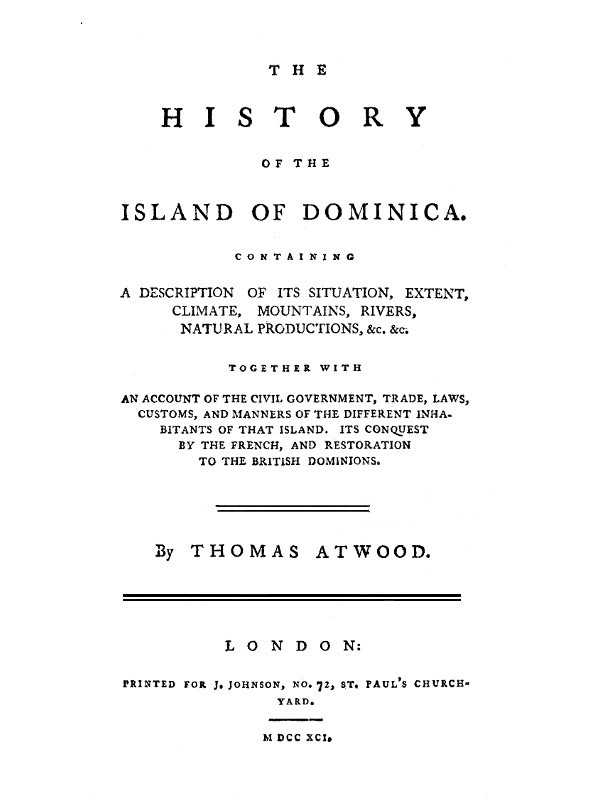 THE
HISTORY
OF THE
ISLAND OF DOMINICA.
CONTAINING
A DESCRIPTION OF ITS SITUATION, EXTENT,
CLIMATE, MOUNTAINS, RIVERS,
NATURAL PRODUCTIONS, &c. &c.
TOGETHER WITH
AN ACCOUNT OF THE CIVIL GOVERNMENT, TRADE, LAWS,
CUSTOMS, AND MANNERS OF THE DIFFERENT INHA-
BITANTS OF THAT ISLAND. ITS CONQUEST
BY THE FRENCH, AND RESTORATION
TO THE BRITISH DOMINIONS.
By THOMAS ATWOOD.
LONDON:
PRINTED FOR J. JOHNSON, NO. 72, ST. PAUL'S CHURCH-
YARD.
M DCC XCI.